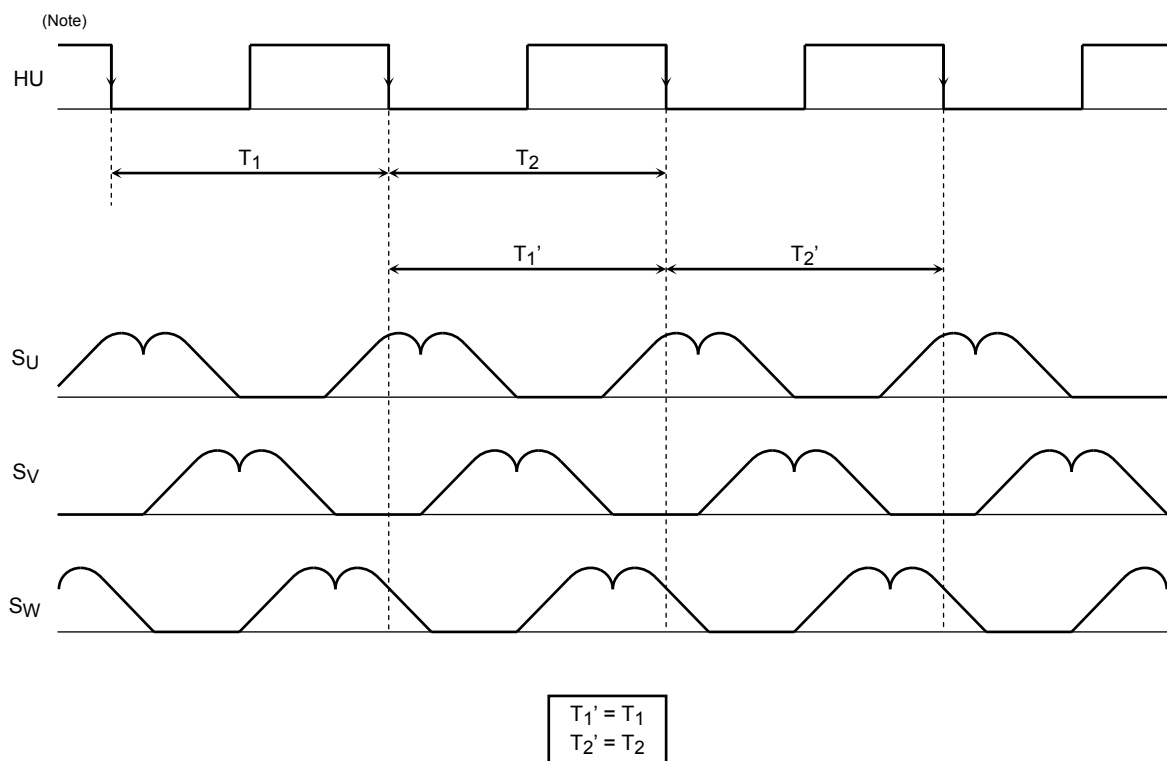 (Note)
HU
T1
T2
T1’
T2’
SU
SV
SW
T1’ = T1
T2’ = T2